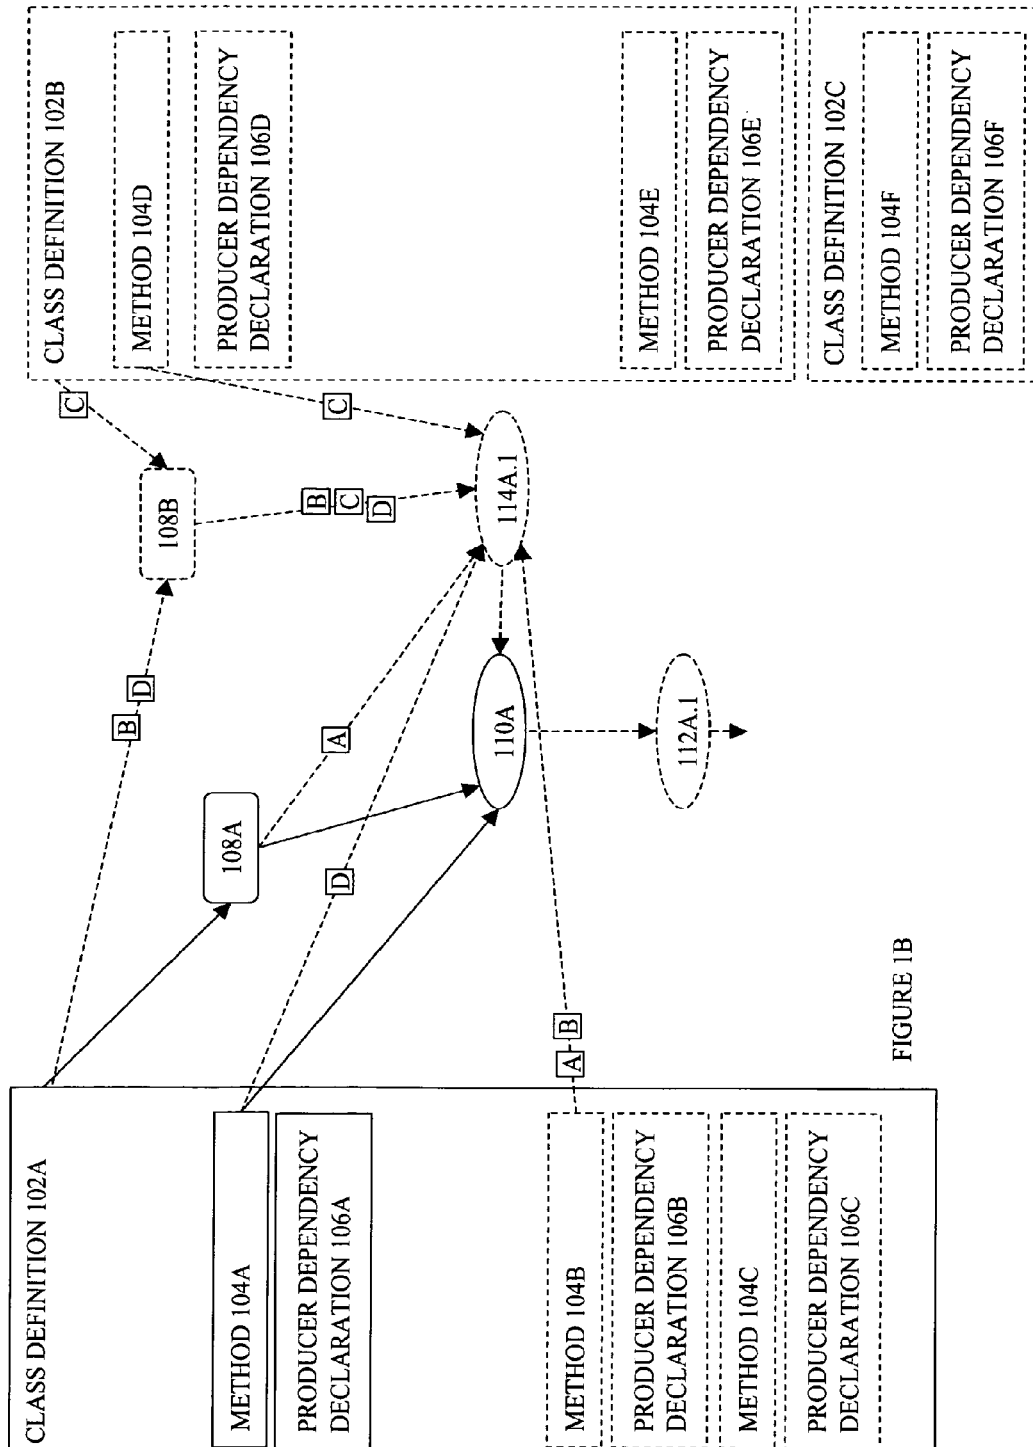 CLASS DEFINITION 102A
METHOD 104A
PRODUCER DEPENDENCY
DECLARATION 106A
METHOD 104B
PRODUCER DEPENDENCY
DECLARATION 106B
METHOD 104C
PRODUCER DEPENDENCY
DECLARATION 106C
B
D
108A
108B
C
A
D
B
C
D
C
110A
114A.1
112A.1
A
B
CLASS DEFINITION 102B
METHOD 104D
PRODUCER DEPENDENCY
DECLARATION 106D
METHOD 104E
PRODUCER DEPENDENCY
DECLARATION 106E
CLASS DEFINITION 102C
METHOD 104F
PRODUCER DEPENDENCY
DECLARATION 106F
FIGURE 1B